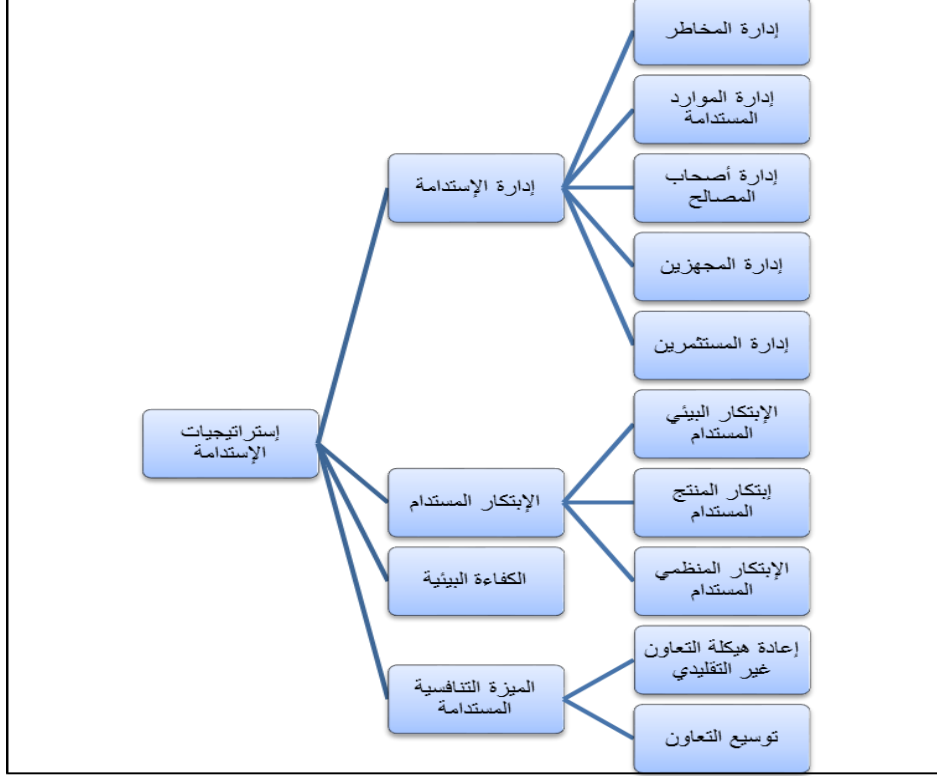 إستراتيجيات
الإستدامة
إدارة الإستدامة
إدارة المخاطر
إدارة الموارد
المستدامة
إدارة أصحاب
المصالح
إدارة المجهزين
إدارة المستثمرين
الإبتكار المستدام
الإبتكار البيئي
المستدام
إبتكار المنتج
المستدام
الإبتكار المنظمي
المستدام
الكفاءة البيئية
الميزة التنافسية
المستدامة
إعادة هيكلة التعاون
غير التقليدي
توسيع التعاون